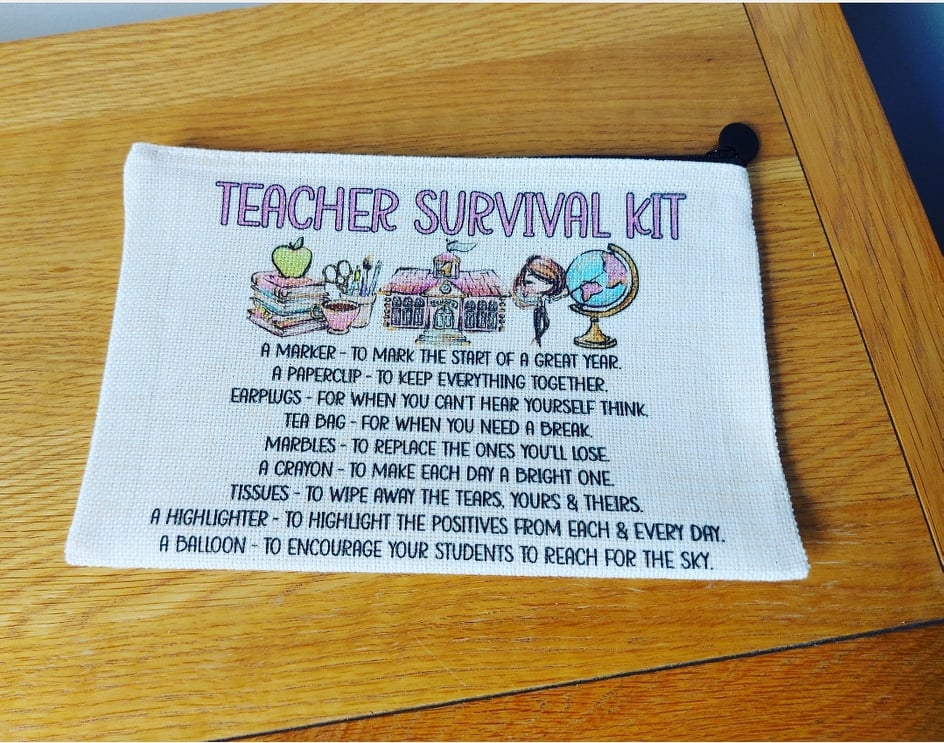 TEACHER SURVIVAL KIT
A MARKER - TO MARK THE START OF A GREAT YEAR.
A PAPERCLIP - TO KEEP EVERYTHING TOGETHER.
EARPLUGS - FOR WHEN YOU CAN'T HEAR YOURSELF THINK.
TEA BAG - FOR WHEN YOU NEED A BREAK.
MARBLES - TO REPLACE THE ONES YOU'LL LOSE.
A CRAYON - TO MAKE EACH DAY A BRIGHT ONE.
TISSUES - TO WIPE AWAY THE TEARS, YOURS & THEIRS.
A HIGHLIGHTER - TO HIGHLIGHT THE POSITIVES FROM EACH & EVERY DAY.
A BALLOON - TO ENCOURAGE YOUR STUDENTS TO REACH FOR THE SKY.